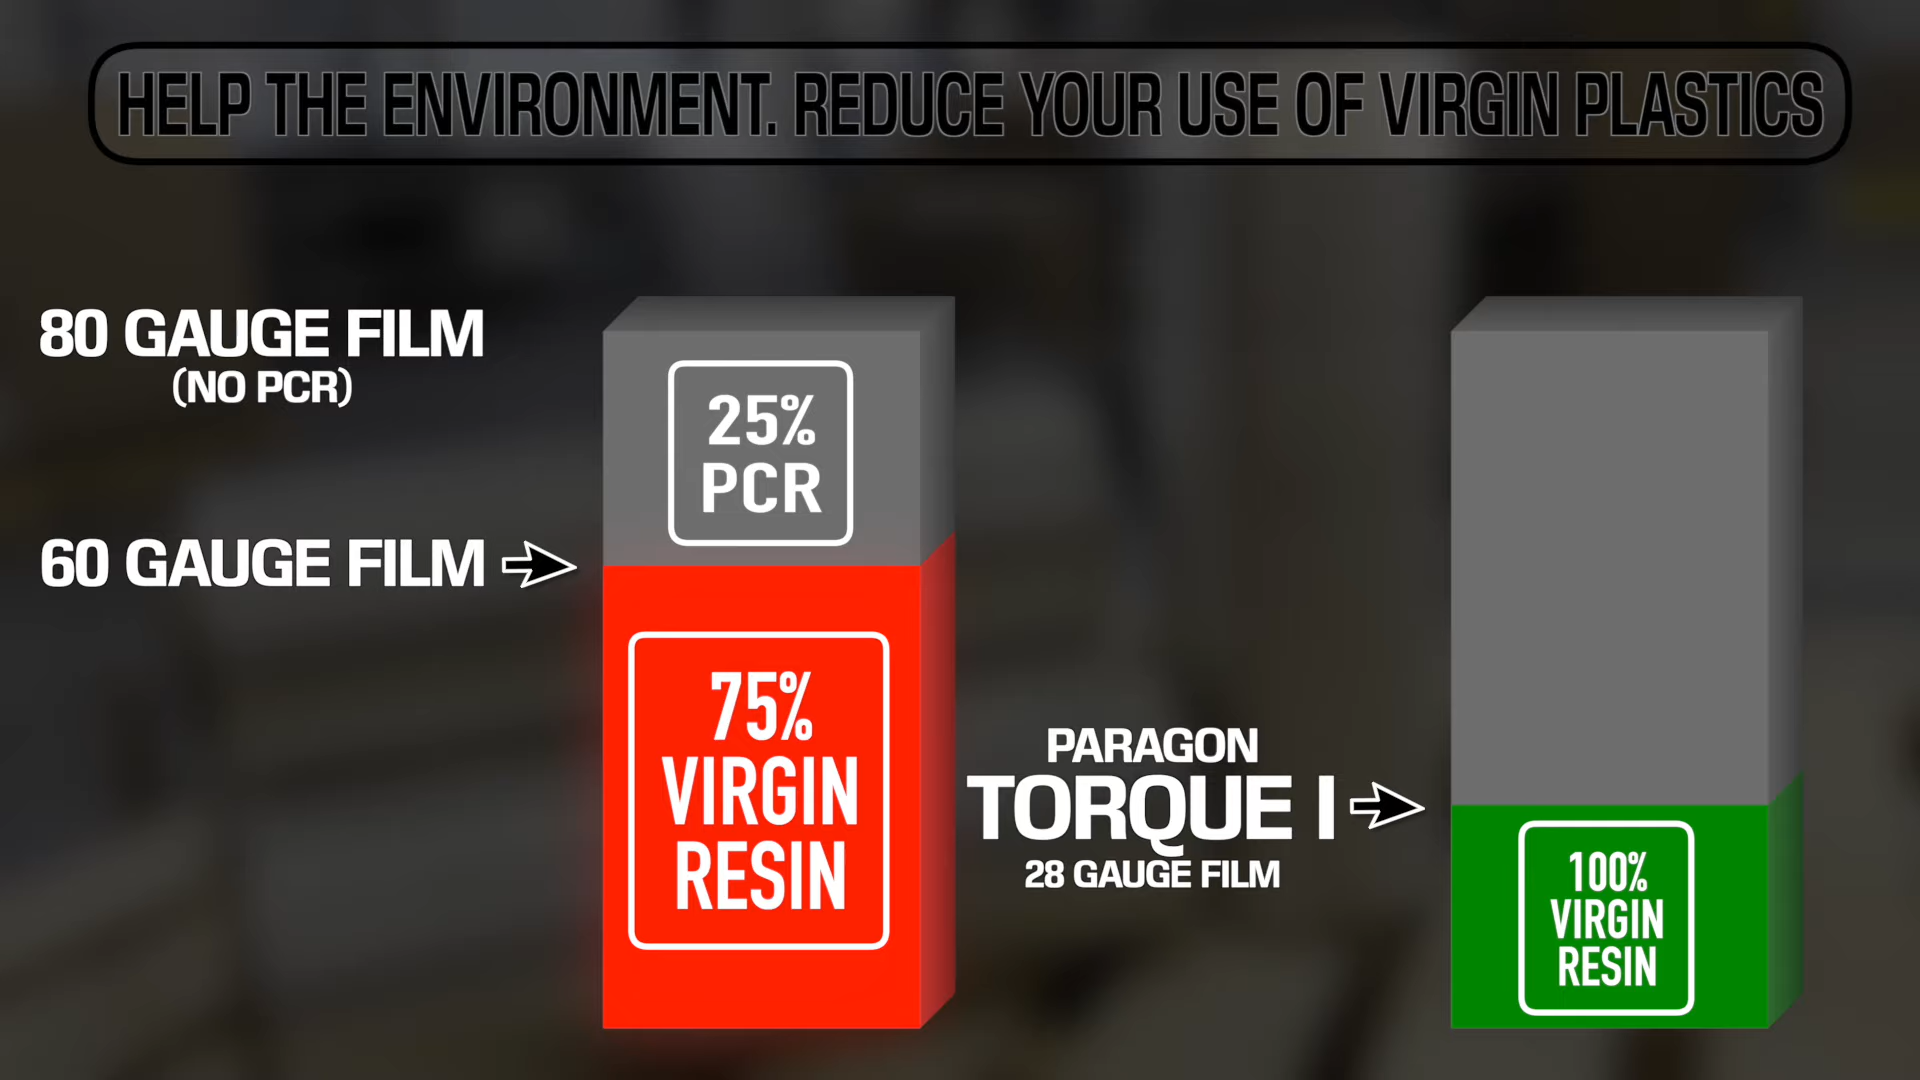 HELP THE ENVIRONMENT. REDUCE YOUR USE OF VIRGIN PLASTICS
80 GAUGE FILM
(NO PCR)
25%
PCR
60 GAUGE FILM
75%
VIRGIN
RESIN
PARAGON
TORQUE I
28 GAUGE FILM
100%
VIRGIN
RESIN